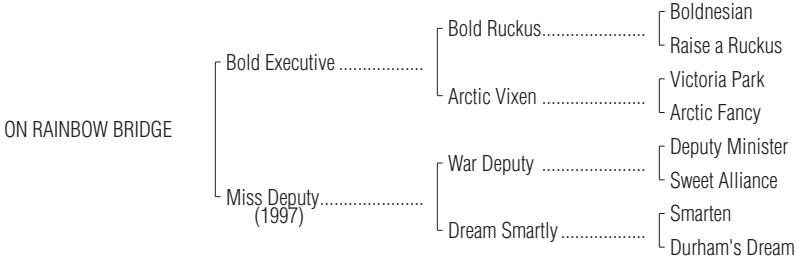 Boldnesian
Bold Ruckus......................
Raise a Ruckus
Bold Executive ..................
Victoria Park
Arctic Vixen ......................
Arctic Fancy
ON RAINBOW BRIDGE
Deputy Minister
War Deputy ......................
Sweet Alliance
Miss Deputy......................
(1997)
Smarten
Dream Smartly ..................
Durham's Dream